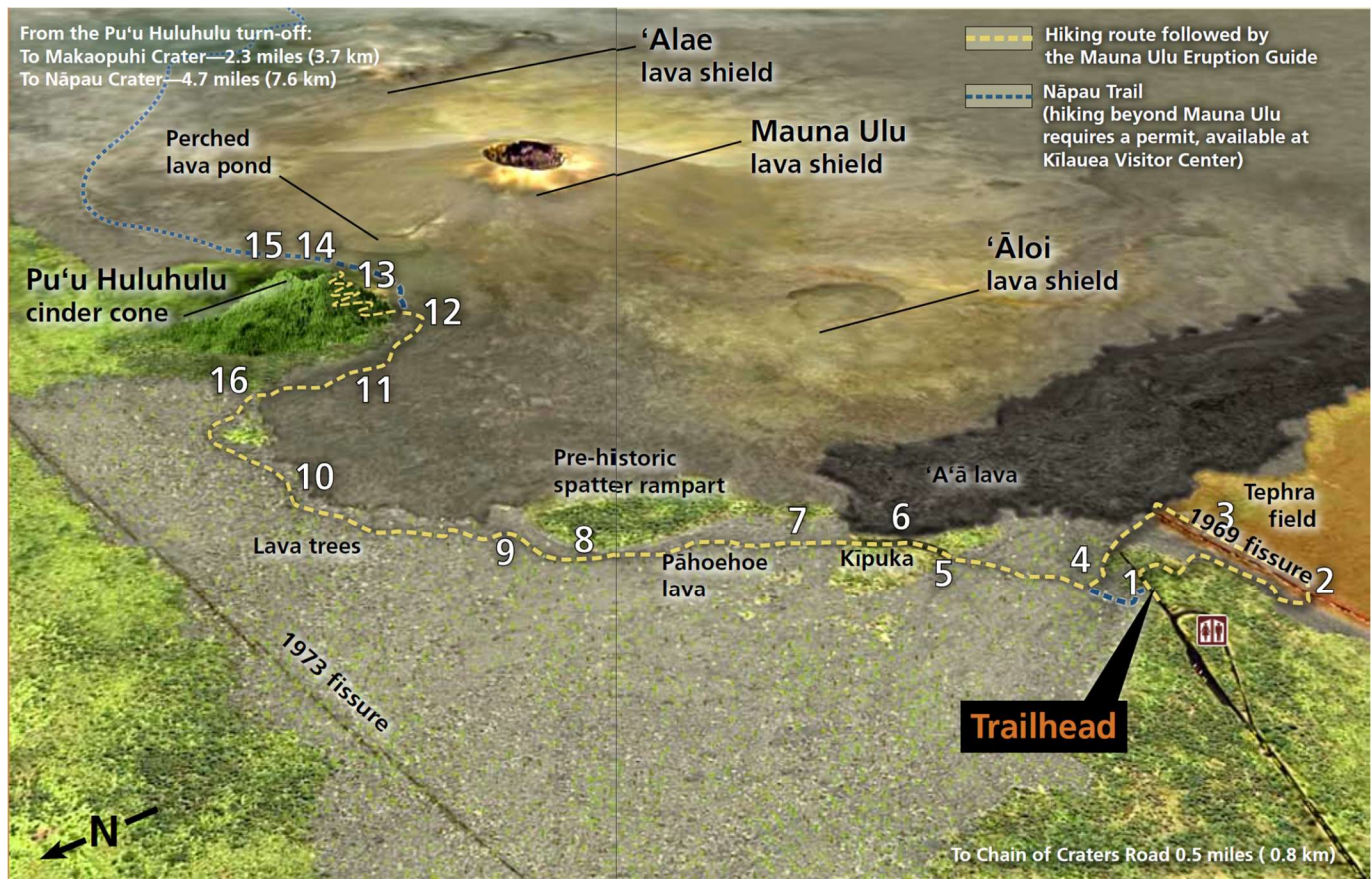 From the Pu‘u Huluhulu turn-off:
To Makaopuhi Crater—2.3 miles (3.7 km)
To Nāpau Crater—4.7 miles (7.6 km)
‘Alae
lava shield
Hiking route followed by
the Mauna Ulu Eruption Guide
Nāpau Trail
(hiking beyond Mauna Ulu
requires a permit, available at
Kīlauea Visitor Center)
Perched
lava pond
Mauna Ulu
lava shield
15 14
13
12
Pu‘u Huluhulu
cinder cone
‘Āloi
lava shield
16
11
10
Pre-historic
spatter rampart
‘A‘ā lava
Tephra
field
Lava trees
9
8
7
6
5
4
3
1
2
1969 fissure
Pāhoehoe
lava
Kīpuka
1973 fissure
Trailhead
N
To Chain of Craters Road 0.5 miles ( 0.8 km)